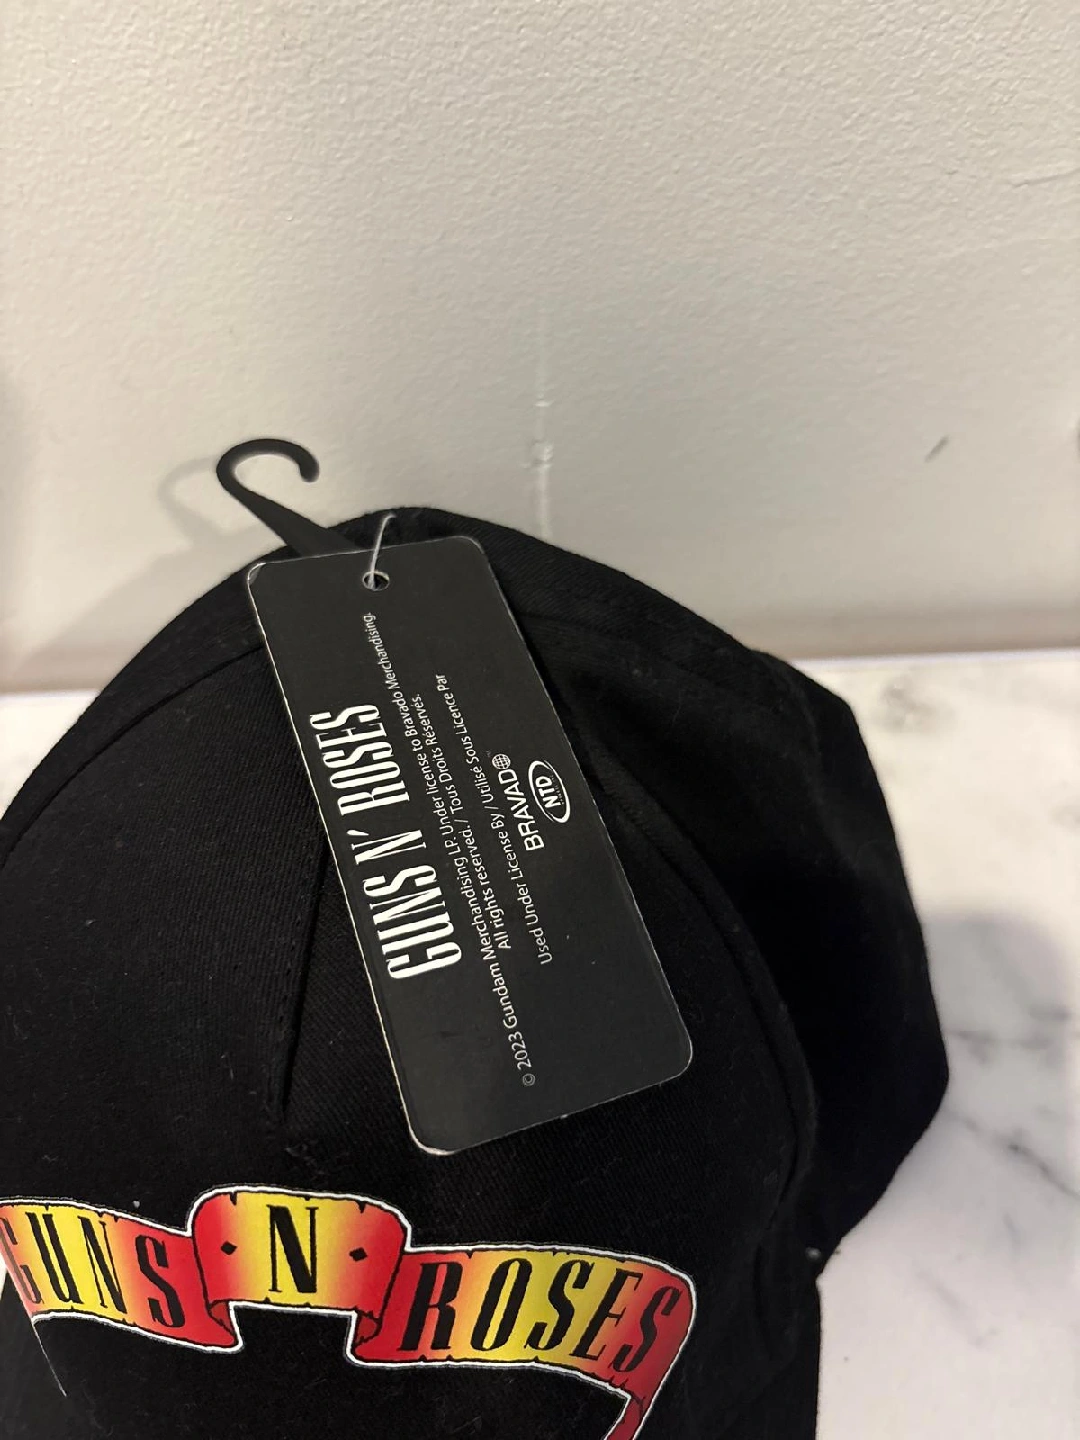 GUNS N' ROSES
© 2023 Gundam Merchandising LP. Under license to Bravado Merchandising.
All rights reserved. / Tous Droits Réservés.
Used Under License By / Utilisé Sous Licence Par
BRAVADO
NTD
GUNS N ROSES